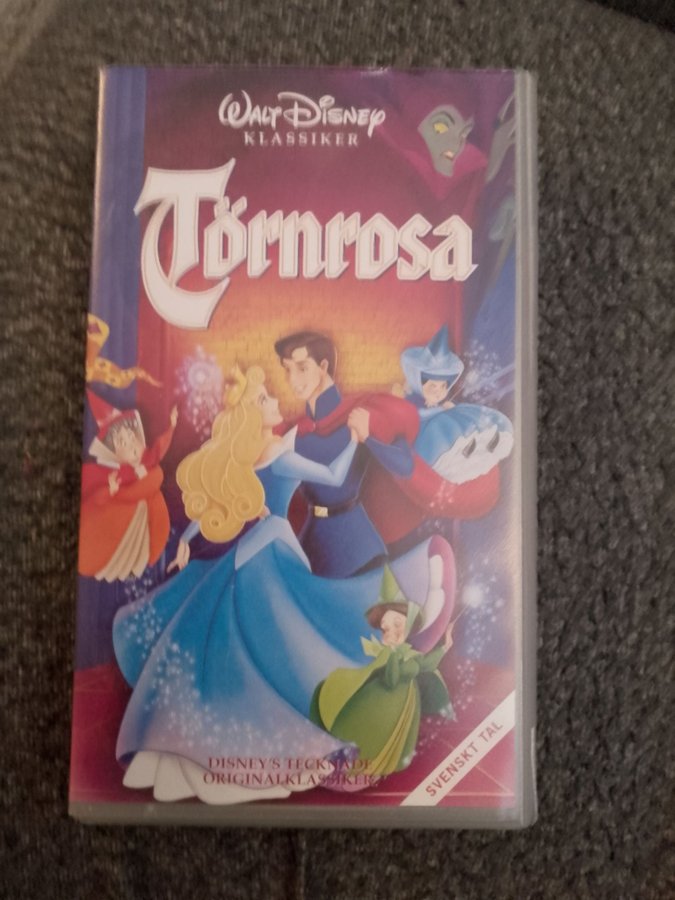 WALT DISNEY
KLASSIKER
Törnrosa
DISNEY'S TECKNADE
ORIGINALKLASSIKER
SVENSKT TAL